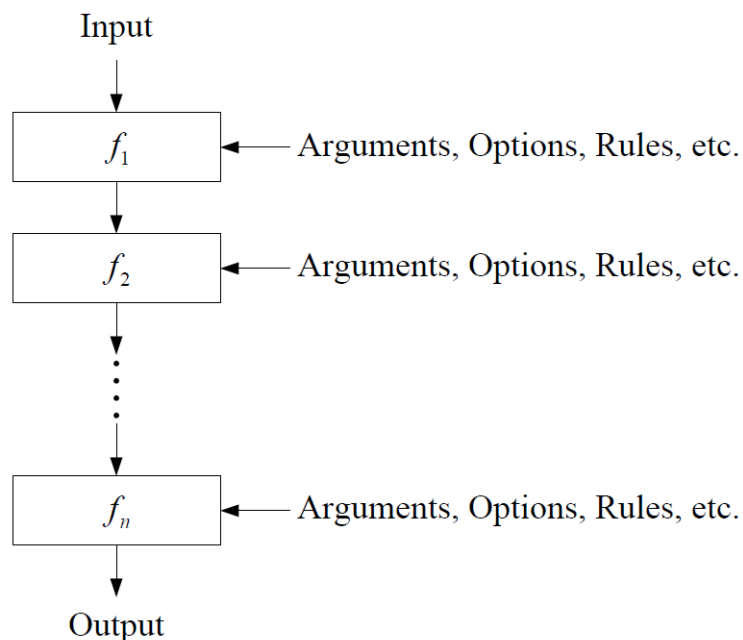 Input
f₁
Arguments, Options, Rules, etc.
f₂
Arguments, Options, Rules, etc.
fₙ
Arguments, Options, Rules, etc.
Output